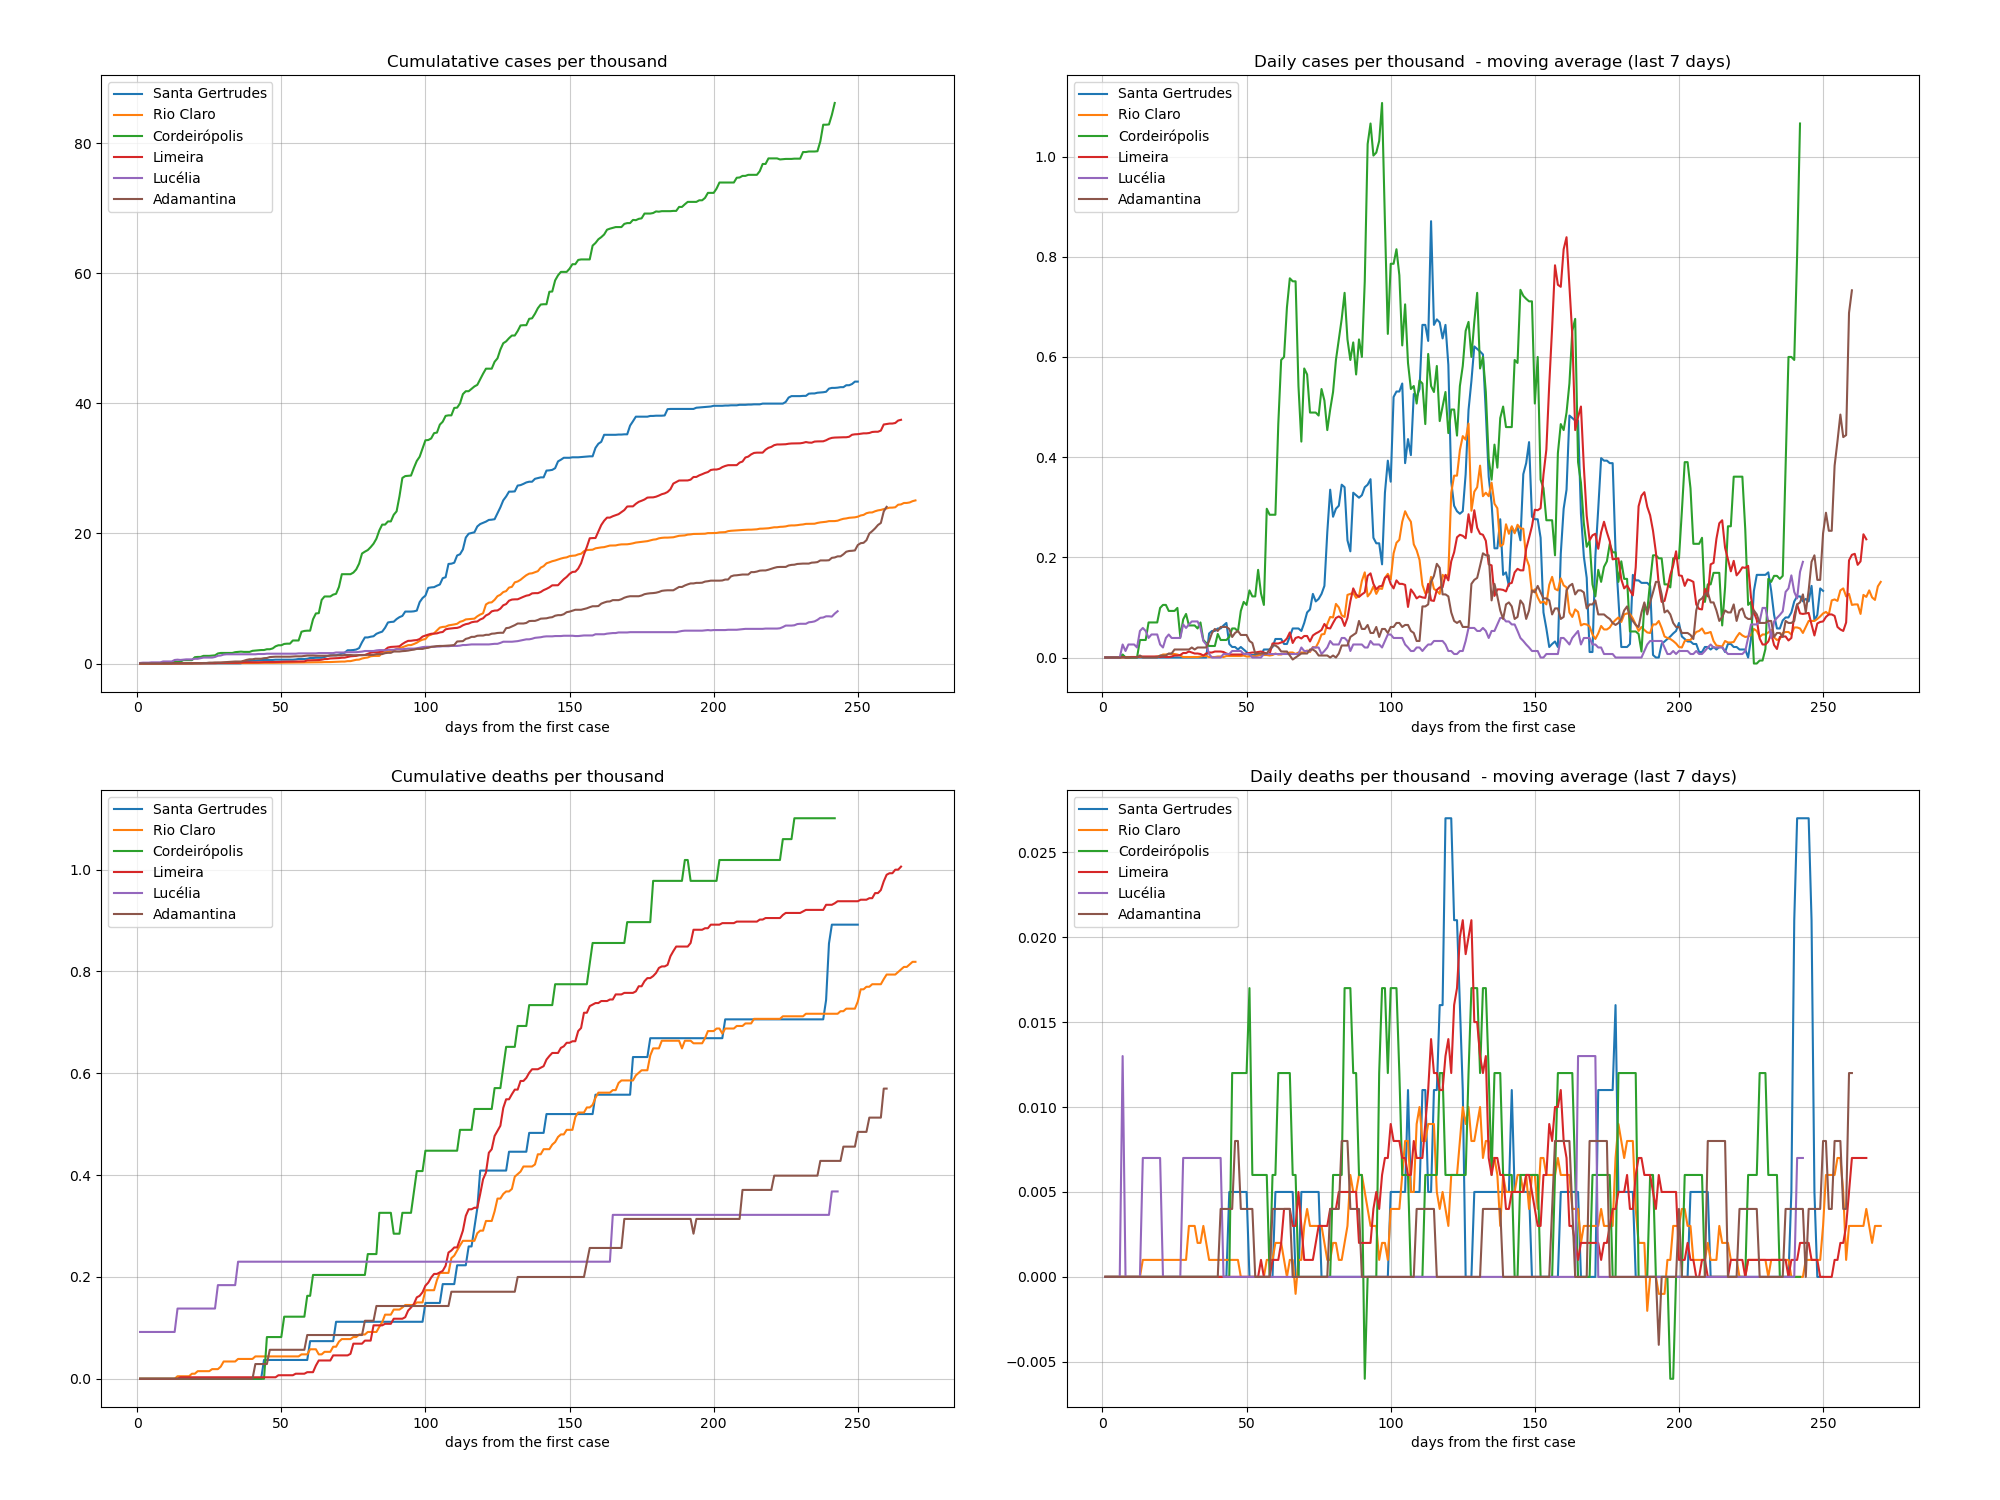 Cumulatative cases per thousand
Santa Gertrudes
Rio Claro
Cordeirópolis
Limeira
Lucélia
Adamantina
80
60
40
20
0
0 50 100 150 200 250
days from the first case
Daily cases per thousand - moving average (last 7 days)
Santa Gertrudes
Rio Claro
Cordeirópolis
Limeira
Lucélia
Adamantina
1.0
0.8
0.6
0.4
0.2
0.0
0 50 100 150 200 250
days from the first case
Cumulative deaths per thousand
Santa Gertrudes
Rio Claro
Cordeirópolis
Limeira
Lucélia
Adamantina
1.0
0.8
0.6
0.4
0.2
0.0
0 50 100 150 200 250
days from the first case
Daily deaths per thousand - moving average (last 7 days)
Santa Gertrudes
Rio Claro
Cordeirópolis
Limeira
Lucélia
Adamantina
0.025
0.020
0.015
0.010
0.005
0.000
−0.005
0 50 100 150 200 250
days from the first case